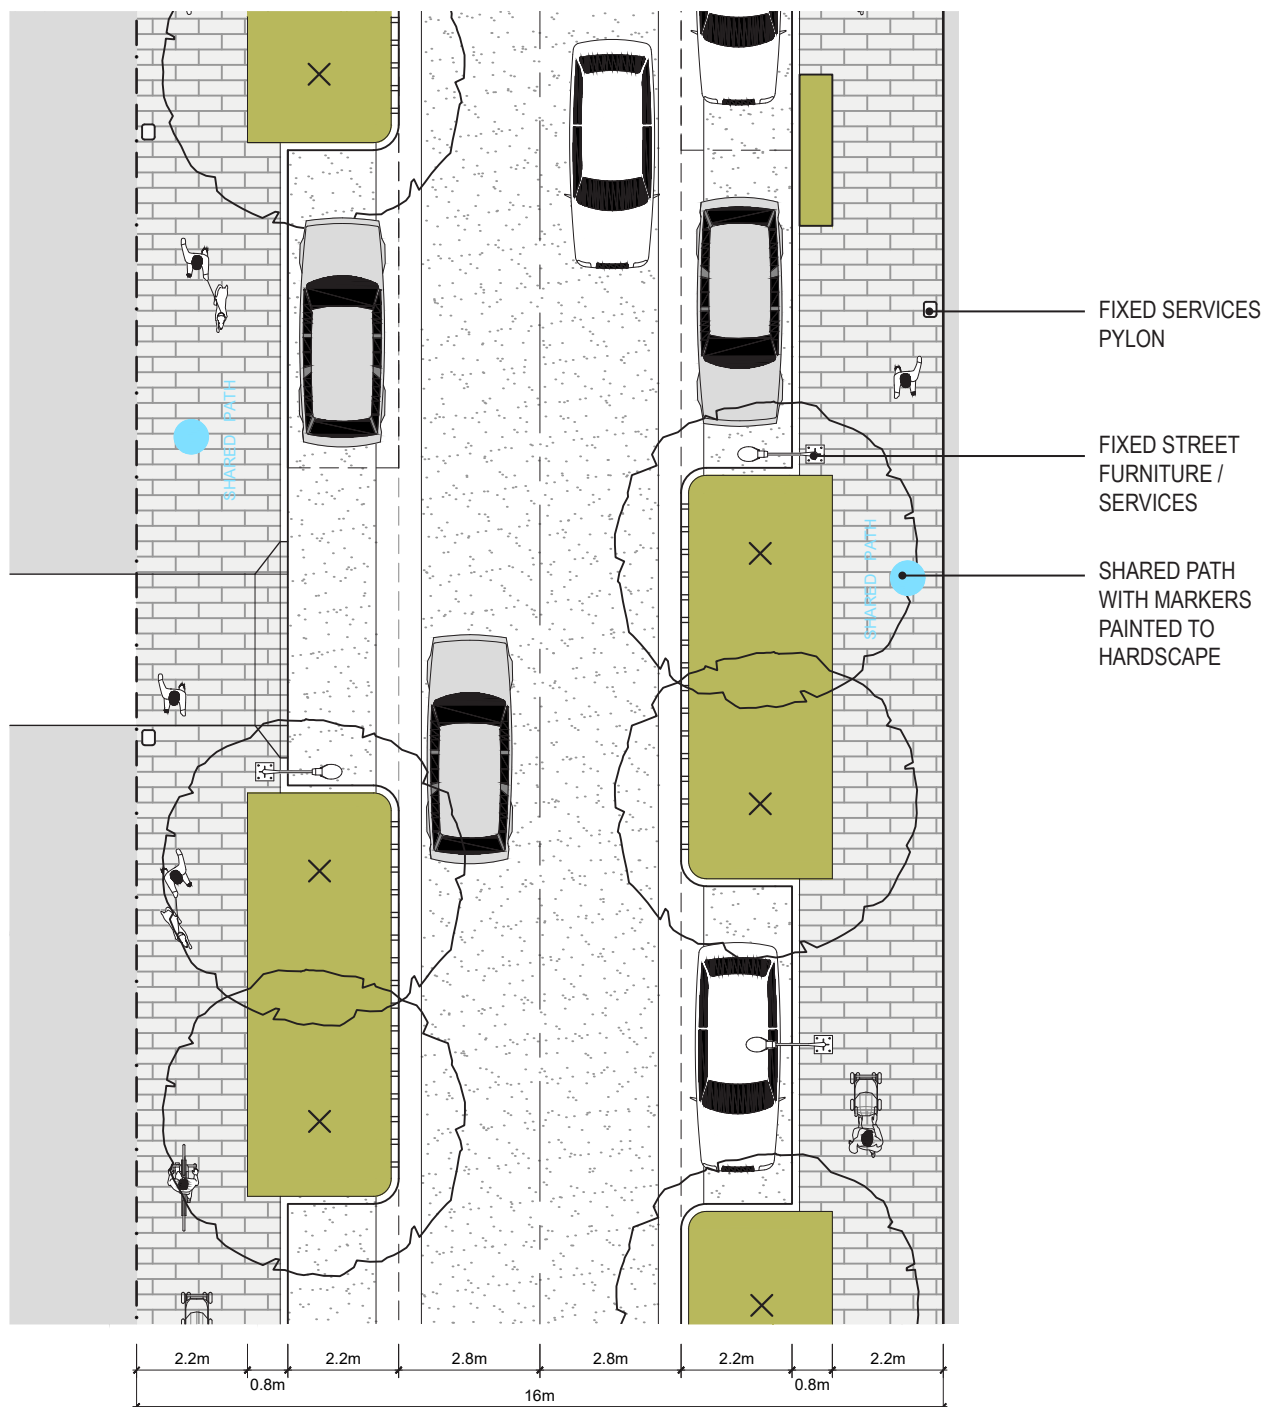 FIXED SERVICES
PYLON
SHARED PATH
FIXED STREET
FURNITURE /
SERVICES
SHARED PATH
SHARED PATH
WITH MARKERS
PAINTED TO
HARDSCAPE
2.2m
2.2m
2.8m
2.8m
2.2m
2.2m
0.8m
0.8m
16m